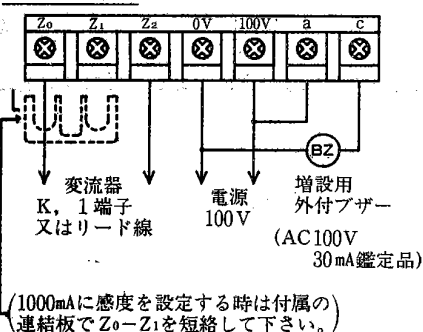 Z₀ Z₁ Z₂ 0V 100V a c
BZ
変流器
K，1端子
又はリード線
電源
100V
増設用
外付ブザー
(AC100V
30mA鑑定品)
(1000mAに感度を設定する時は付属の
連結板でZ₀−Z₁を短絡して下さい。)